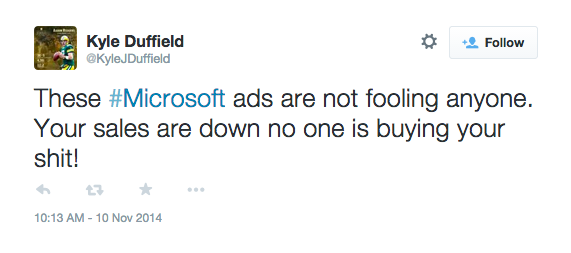 Kyle Duffield
@KyleJDuffield
Follow
These #Microsoft ads are not fooling anyone.
Your sales are down no one is buying your
shit!
10:13 AM - 10 Nov 2014